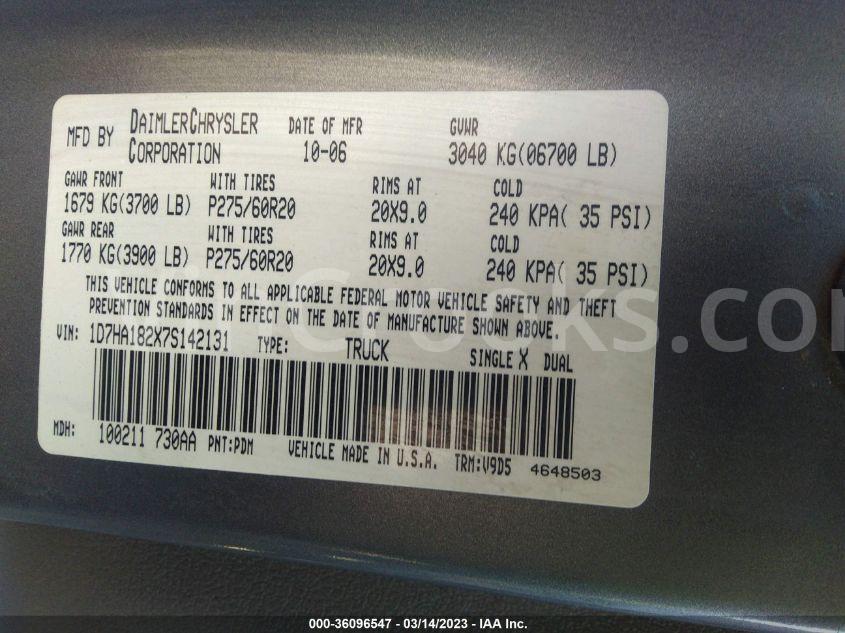 MFD BY DAIMLERCHRYSLER CORPORATION DATE OF MFR 10-06 GVWR 3040 KG(06700 LB)
GAWR FRONT WITH TIRES RIMS AT COLD
1679 KG(3700 LB) P275/60R20 20X9.0 240 KPA( 35 PSI)
GAWR REAR WITH TIRES RIMS AT COLD
1770 KG(3900 LB) P275/60R20 20X9.0 240 KPA( 35 PSI)
THIS VEHICLE CONFORMS TO ALL APPLICABLE FEDERAL MOTOR VEHICLE SAFETY AND THEFT
PREVENTION STANDARDS IN EFFECT ON THE DATE OF MANUFACTURE SHOWN ABOVE.
VIN: 1D7HA182X7S142131 TYPE: TRUCK SINGLE X DUAL
MDH: 100211 730AA PNT:PDM VEHICLE MADE IN U.S.A. TRM:V9D5 4648503
000-36096547 - 03/14/2023 - IAA Inc.